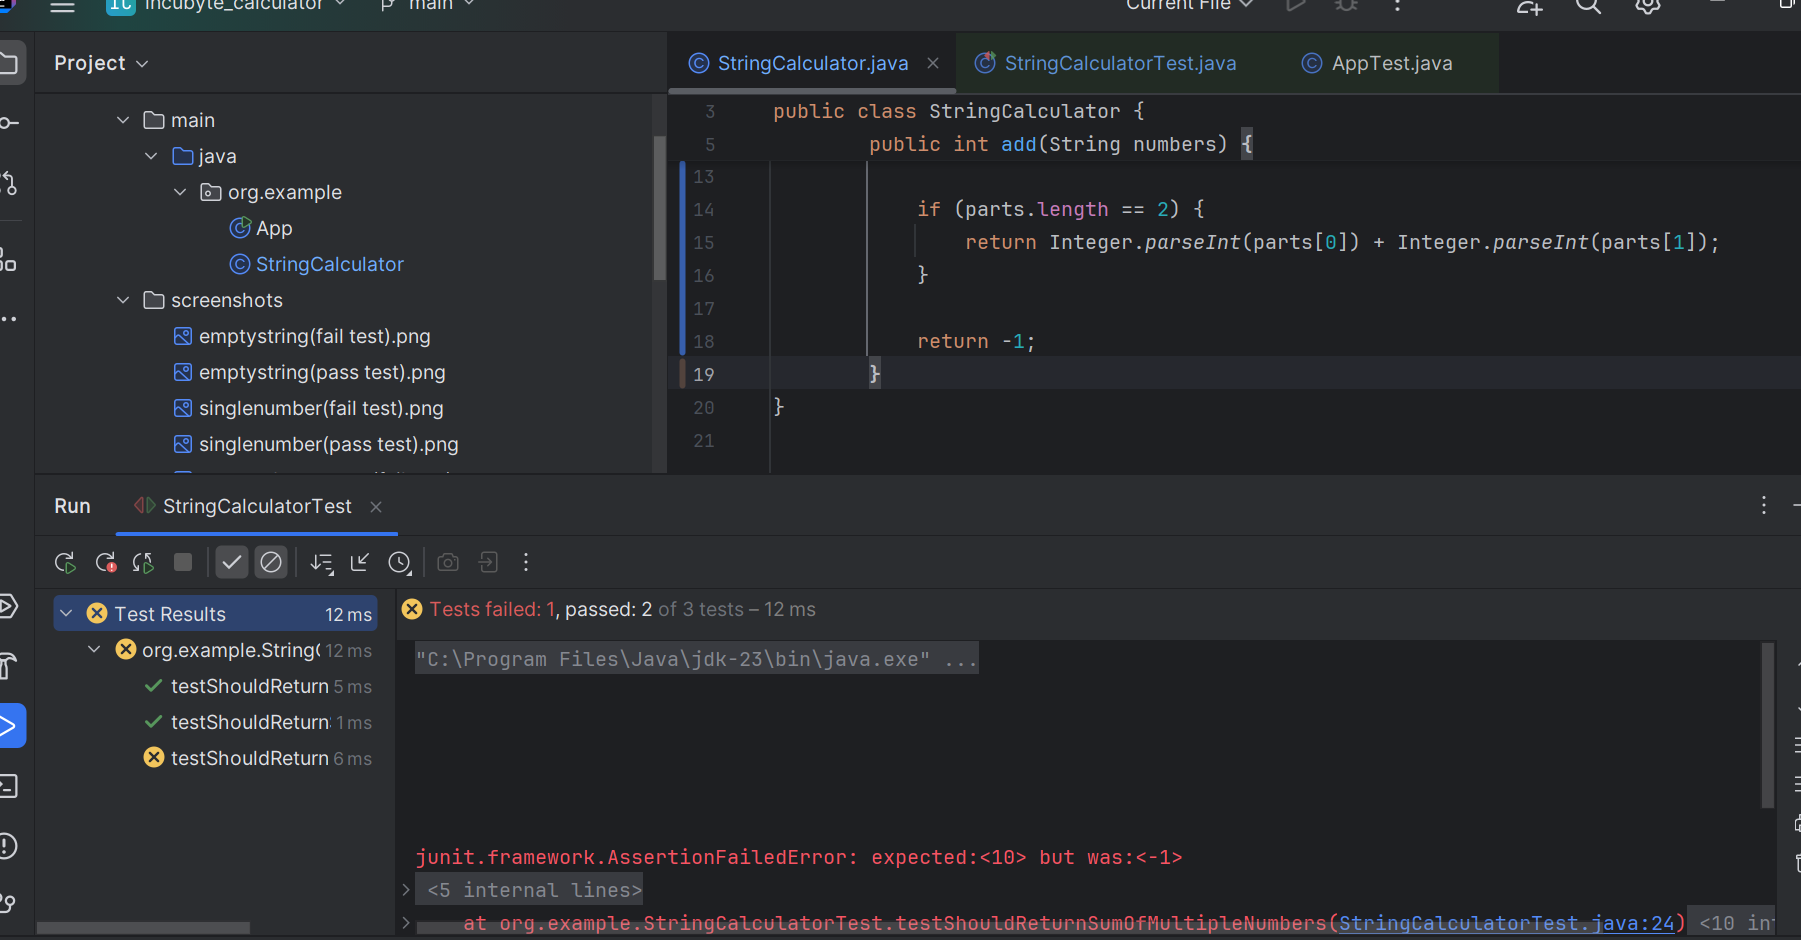 IC incubyte_calculator main Current File
Project
StringCalculator.java
StringCalculatorTest.java
AppTest.java
main
java
org.example
App
StringCalculator
screenshots
emptystring(fail test).png
emptystring(pass test).png
singlenumber(fail test).png
singlenumber(pass test).png
3 public class StringCalculator {
5 public int add(String numbers) {
13
14 if (parts.length == 2) {
15 return Integer.parseInt(parts[0]) + Integer.parseInt(parts[1]);
16 }
17
18 return -1;
19 }
20 }
21
Run StringCalculatorTest
Test Results 12 ms
org.example.String 12 ms
testShouldReturn 5 ms
testShouldReturn 1 ms
testShouldReturn 6 ms
Tests failed: 1, passed: 2 of 3 tests – 12 ms
"C:\Program Files\Java\jdk-23\bin\java.exe" ...
junit.framework.AssertionFailedError: expected:<10> but was:<-1>
<5 internal lines>
at org.example.StringCalculatorTest.testShouldReturnSumOfMultipleNumbers(StringCalculatorTest.java:24) <10 in